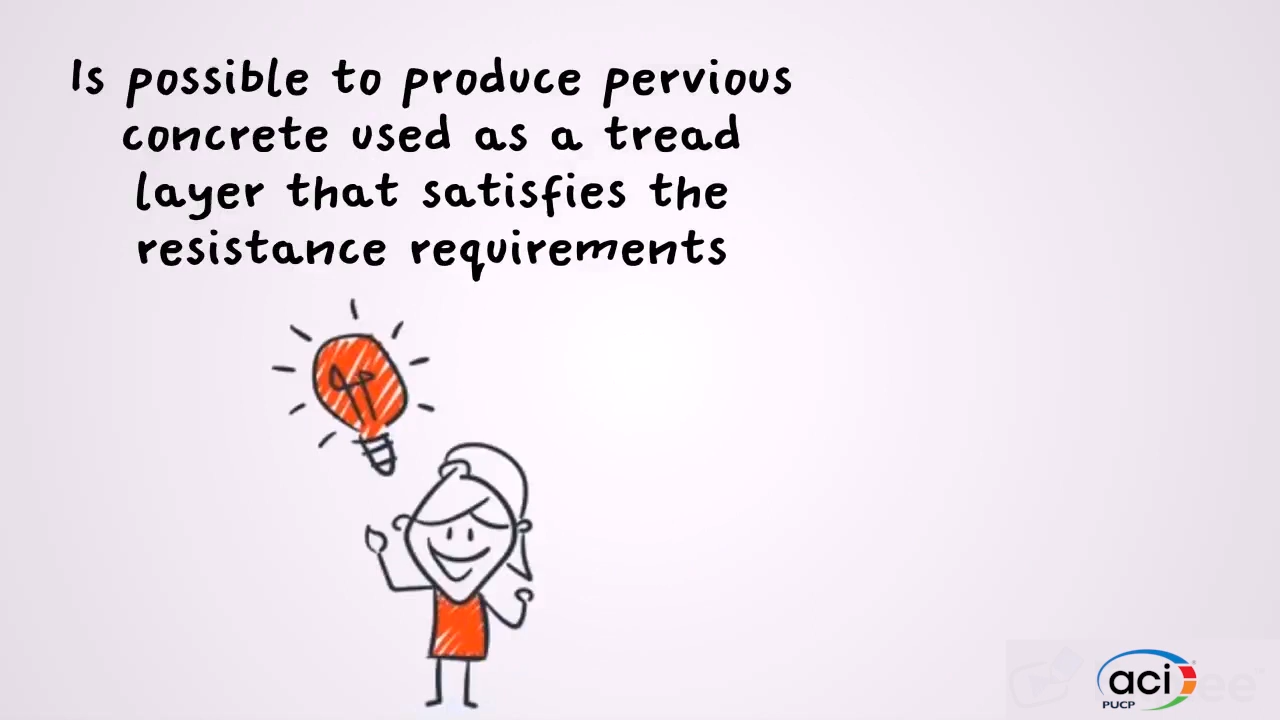 Is possible to produce pervious
concrete used as a tread
layer that satisfies the
resistance requirements
aci
PUCP